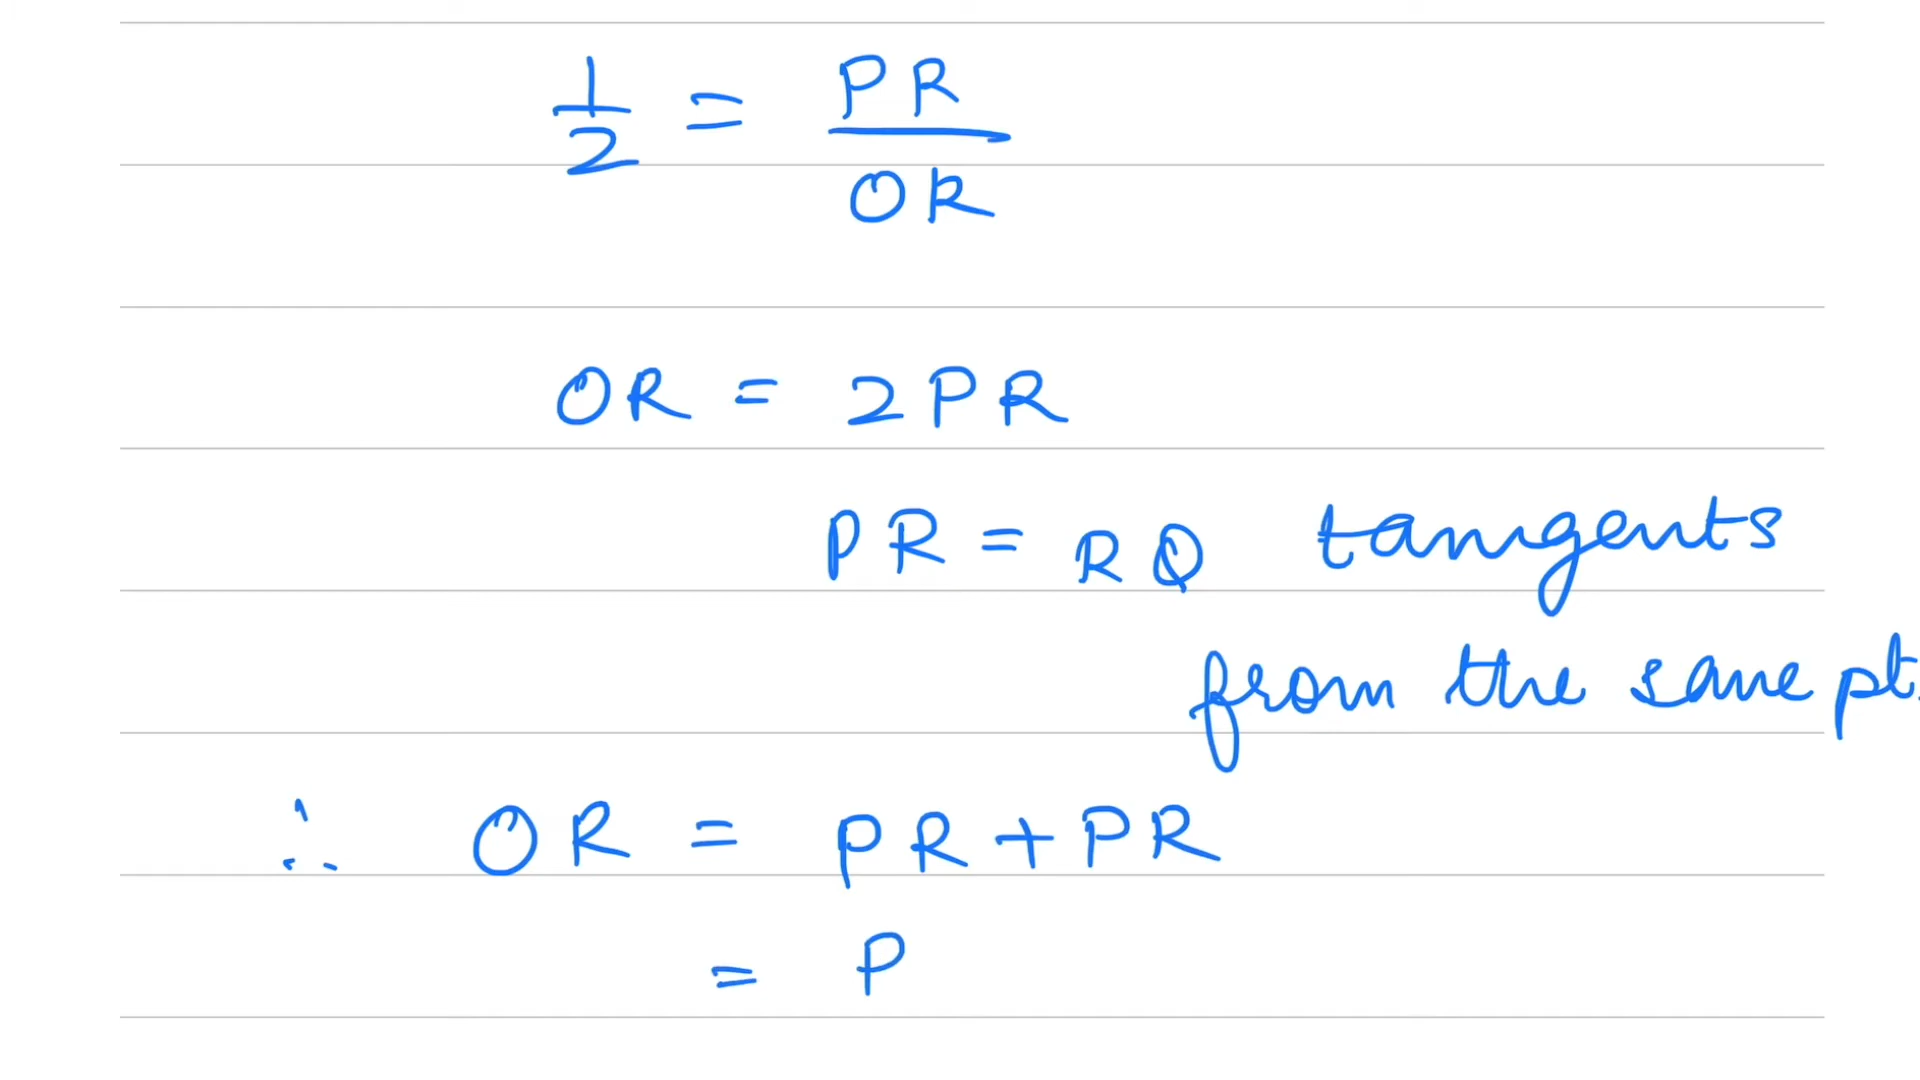 1/2 = PR/OR
OR = 2PR
PR = RQ tangents
from the same pt.
∴ OR = PR + PR
= P